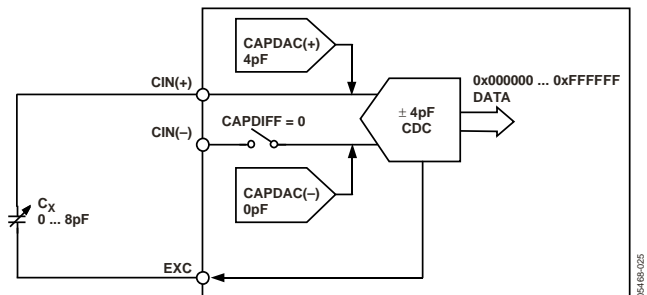 CAPDAC(+)
4pF
CIN(+)
0x000000 ... 0xFFFFFF
DATA
± 4pF
CDC
CAPDIFF = 0
CIN(–)
CAPDAC(–)
0pF
CX
0 ... 8pF
EXC
05468-025